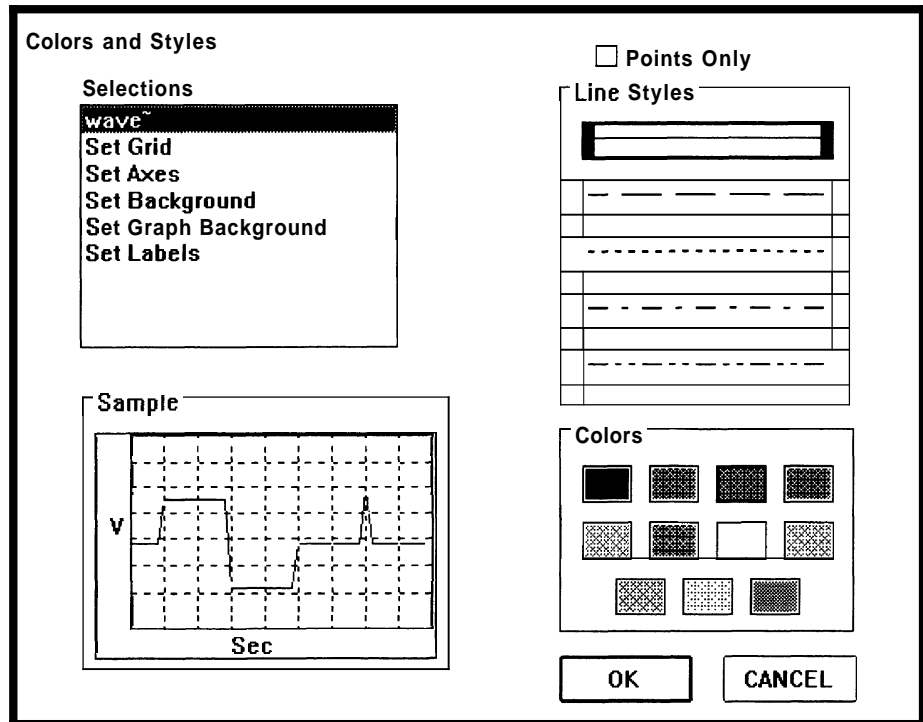 Colors and Styles
Points Only
Selections
wave~
Set Grid
Set Axes
Set Background
Set Graph Background
Set Labels
Line Styles
Sample
V
Sec
Colors
OK
CANCEL